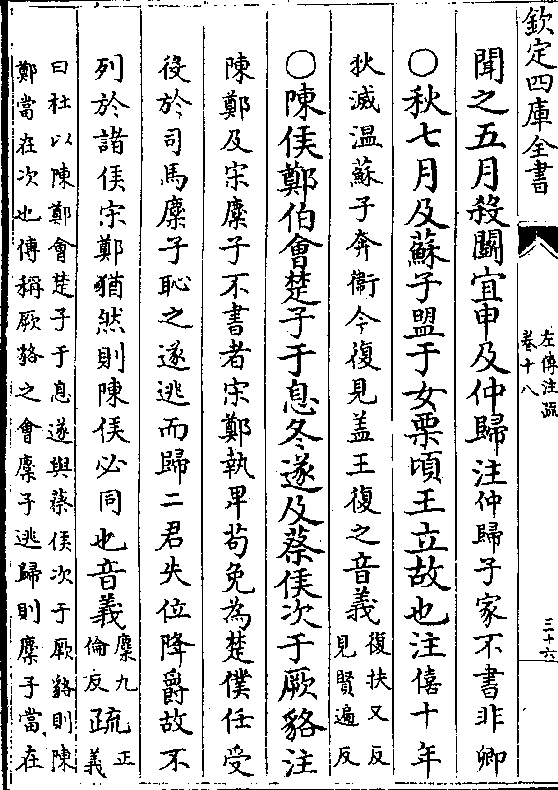 欽定四庫全書
左傳注疏
卷十八
三十六
聞之五月殺鬭宜申及仲歸注仲歸子家不書非卿
○秋七月及蘇子盟于女栗頃王立故也注僖十年
狄滅溫蘇子奔衞今復見盖王復之音義復扶又反
見賢遍反
○陳侯鄭伯會楚子于息冬遂及蔡侯次于厥貉注
陳鄭及宋麇子不書者宋鄭執卑苟免為楚僕任受
役於司馬麇子恥之遂逃而歸二君失位降爵故不
列於諸侯宋鄭猶然則陳侯必同也音義麇九
倫反疏正
義
曰杜以陳鄭會楚子于息遂與蔡侯次于厥貉則陳
鄭當在次也傳稱厥貉之會麇子逃歸則麇子當在